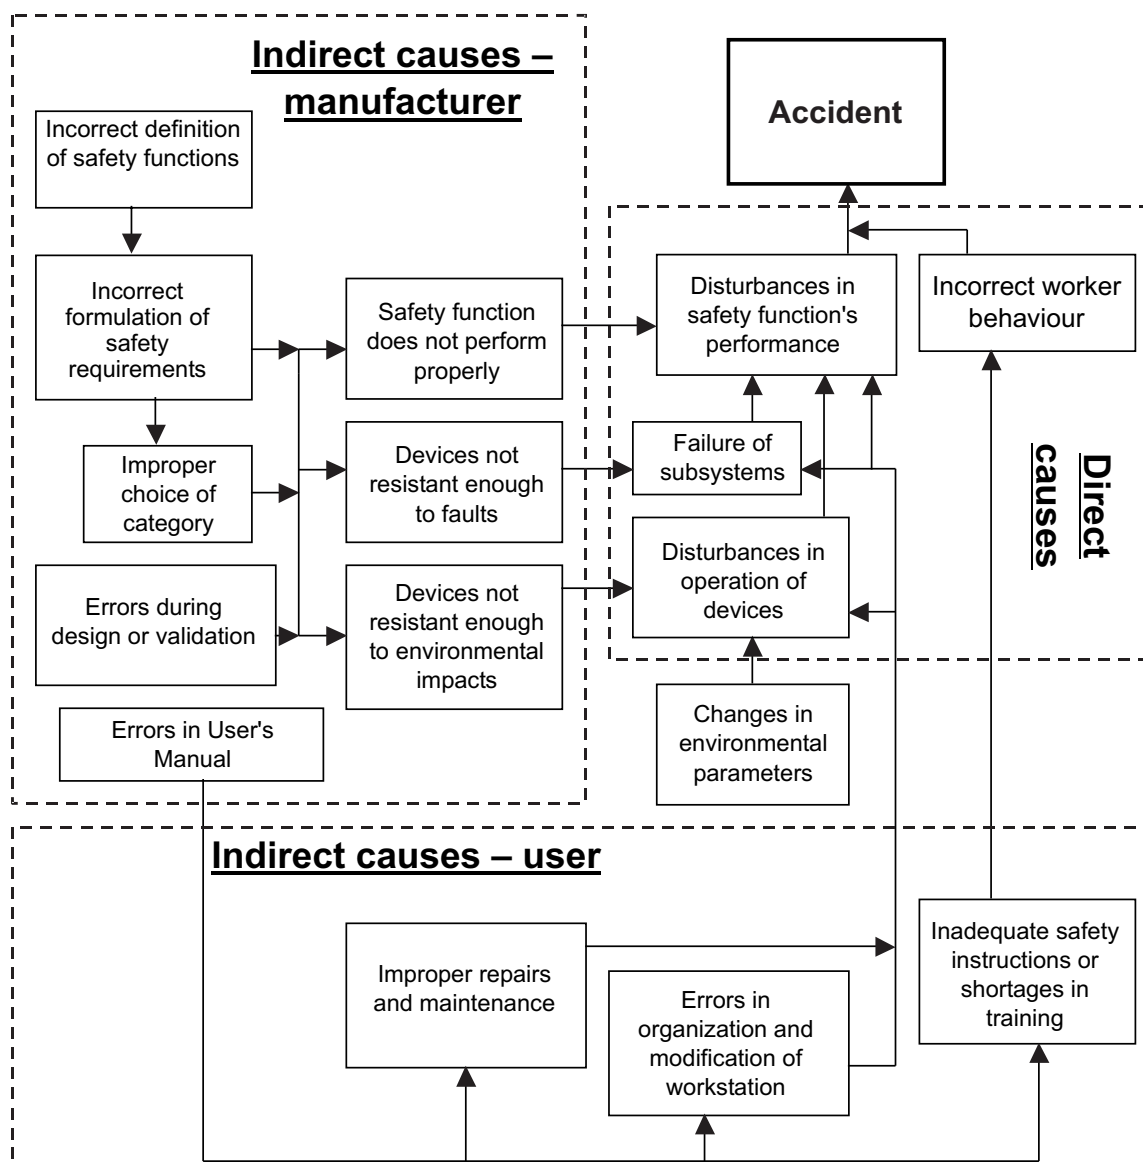 Indirect causes –
manufacturer
Accident
Incorrect definition
of safety functions
Incorrect
formulation of
safety
requirements
Safety function
does not perform
properly
Disturbances in
safety function's
performance
Incorrect worker
behaviour
Improper
choice of
category
Devices not
resistant enough
to faults
Failure of
subsystems
Direct
causes
Errors during
design or validation
Devices not
resistant enough
to environmental
impacts
Disturbances in
operation of
devices
Errors in User's
Manual
Changes in
environmental
parameters
Indirect causes – user
Improper repairs
and maintenance
Errors in
organization and
modification of
workstation
Inadequate safety
instructions or
shortages in
training